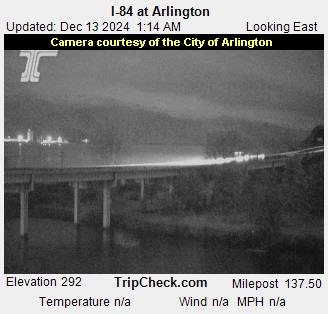 I-84 at Arlington
Updated: Dec 13 2024 1:14 AM Looking East
Camera courtesy of the City of Arlington
Elevation 292 TripCheck.com Milepost 137.50
Temperature n/a Wind n/a MPH n/a